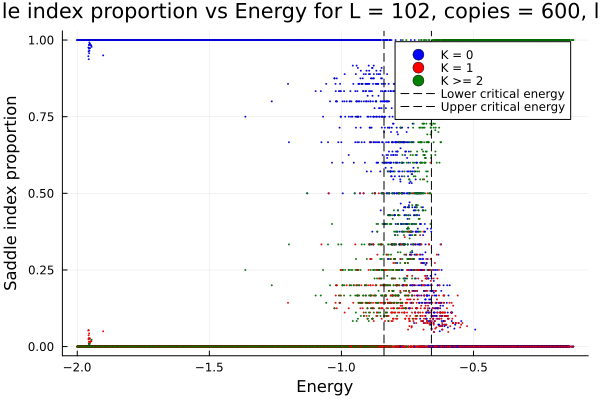 le index proportion vs Energy for L = 102, copies = 600, l
1.00
0.75
0.50
0.25
0.00
Saddle index proportion
K = 0
K = 1
K >= 2
Lower critical energy
Upper critical energy
−2.0
−1.5
−1.0
−0.5
Energy